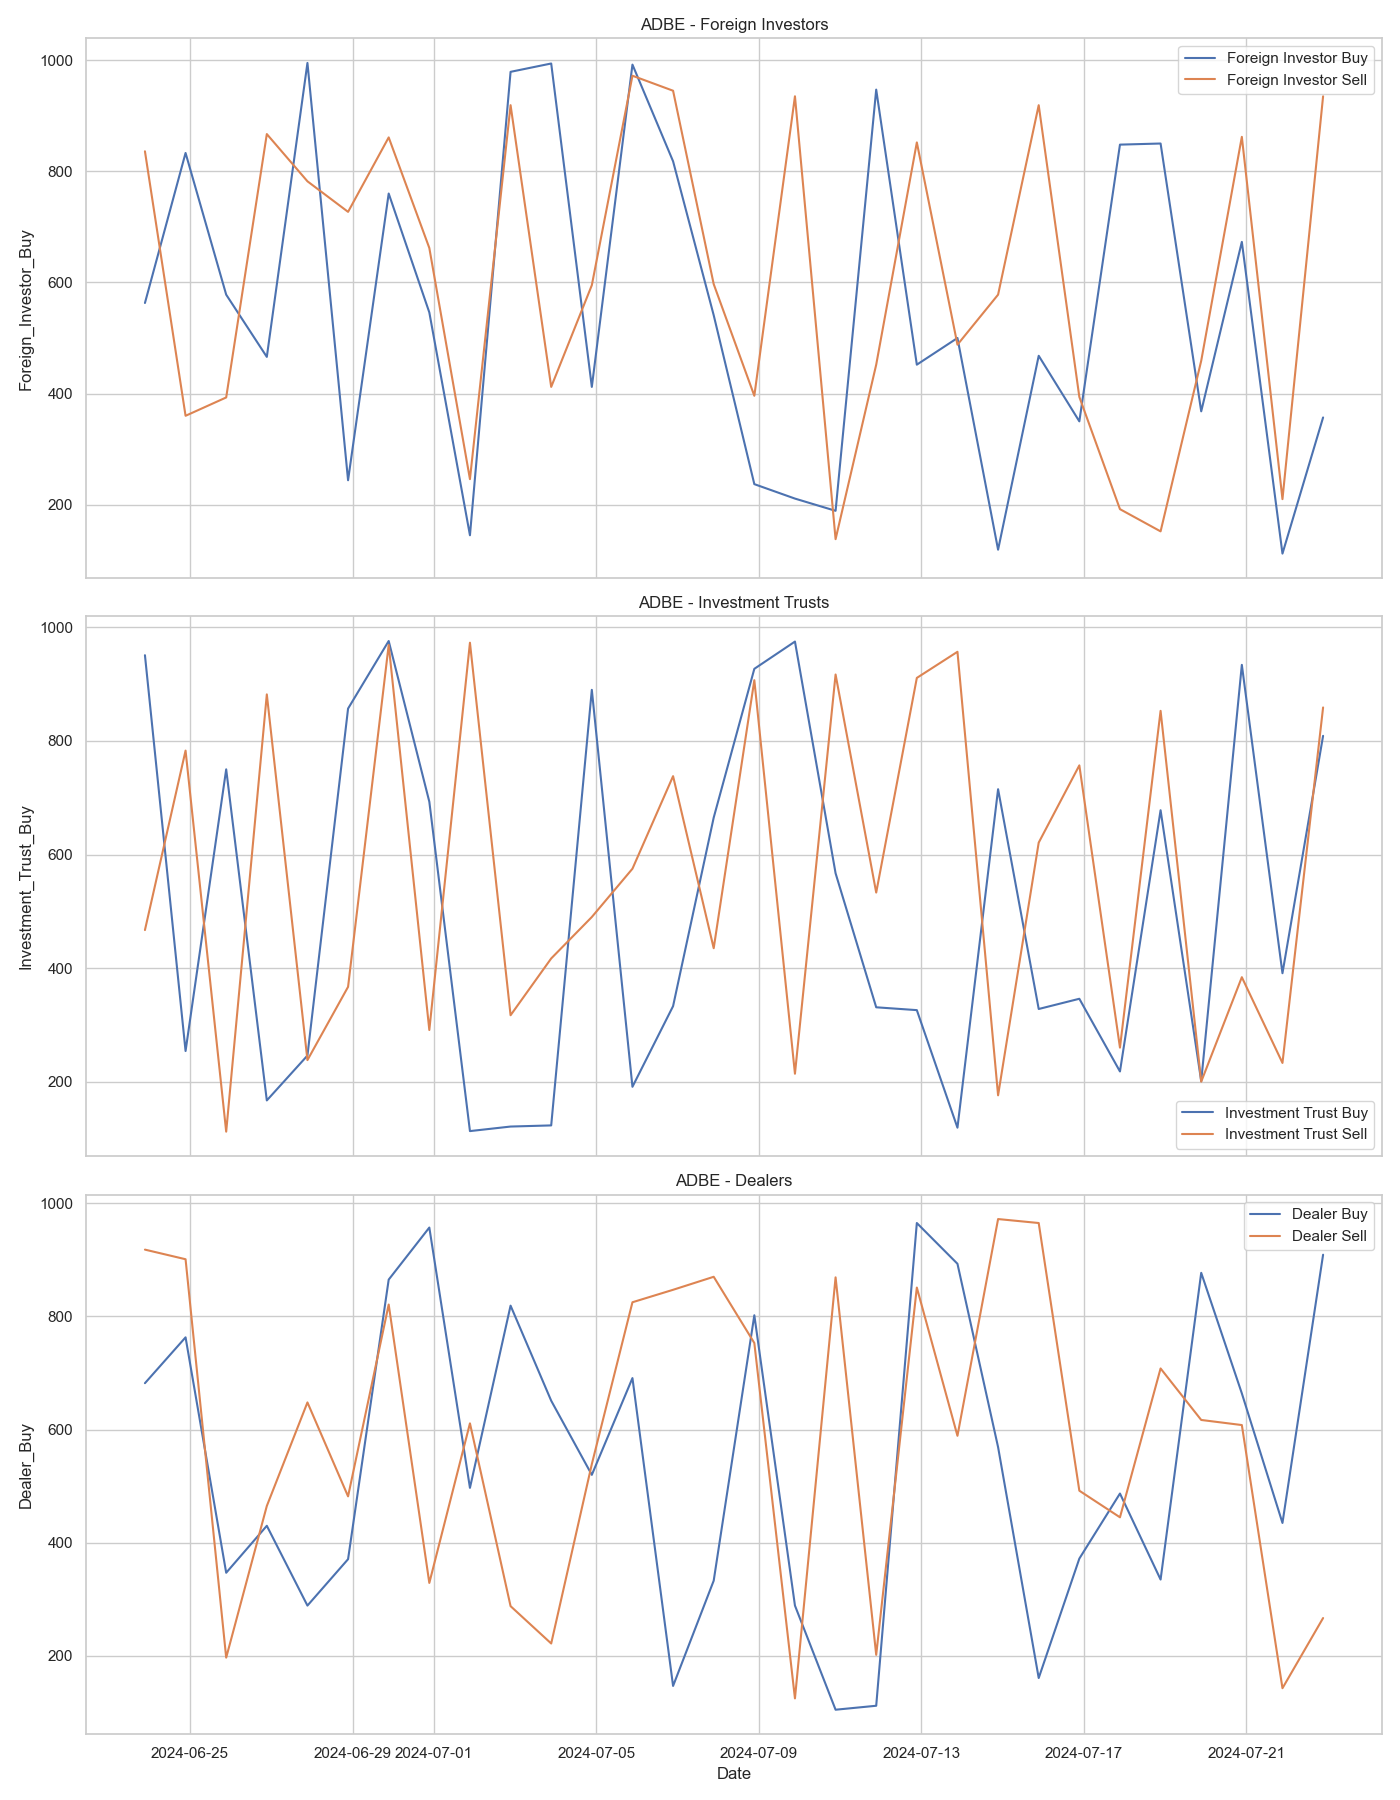 ADBE - Foreign Investors
Foreign_Investor_Buy
1000
800
600
400
200
Foreign Investor Buy
Foreign Investor Sell
ADBE - Investment Trusts
Investment_Trust_Buy
1000
800
600
400
200
Investment Trust Buy
Investment Trust Sell
ADBE - Dealers
Dealer_Buy
1000
800
600
400
200
Dealer Buy
Dealer Sell
2024-06-25 2024-06-29 2024-07-01 2024-07-05 2024-07-09 2024-07-13 2024-07-17 2024-07-21
Date